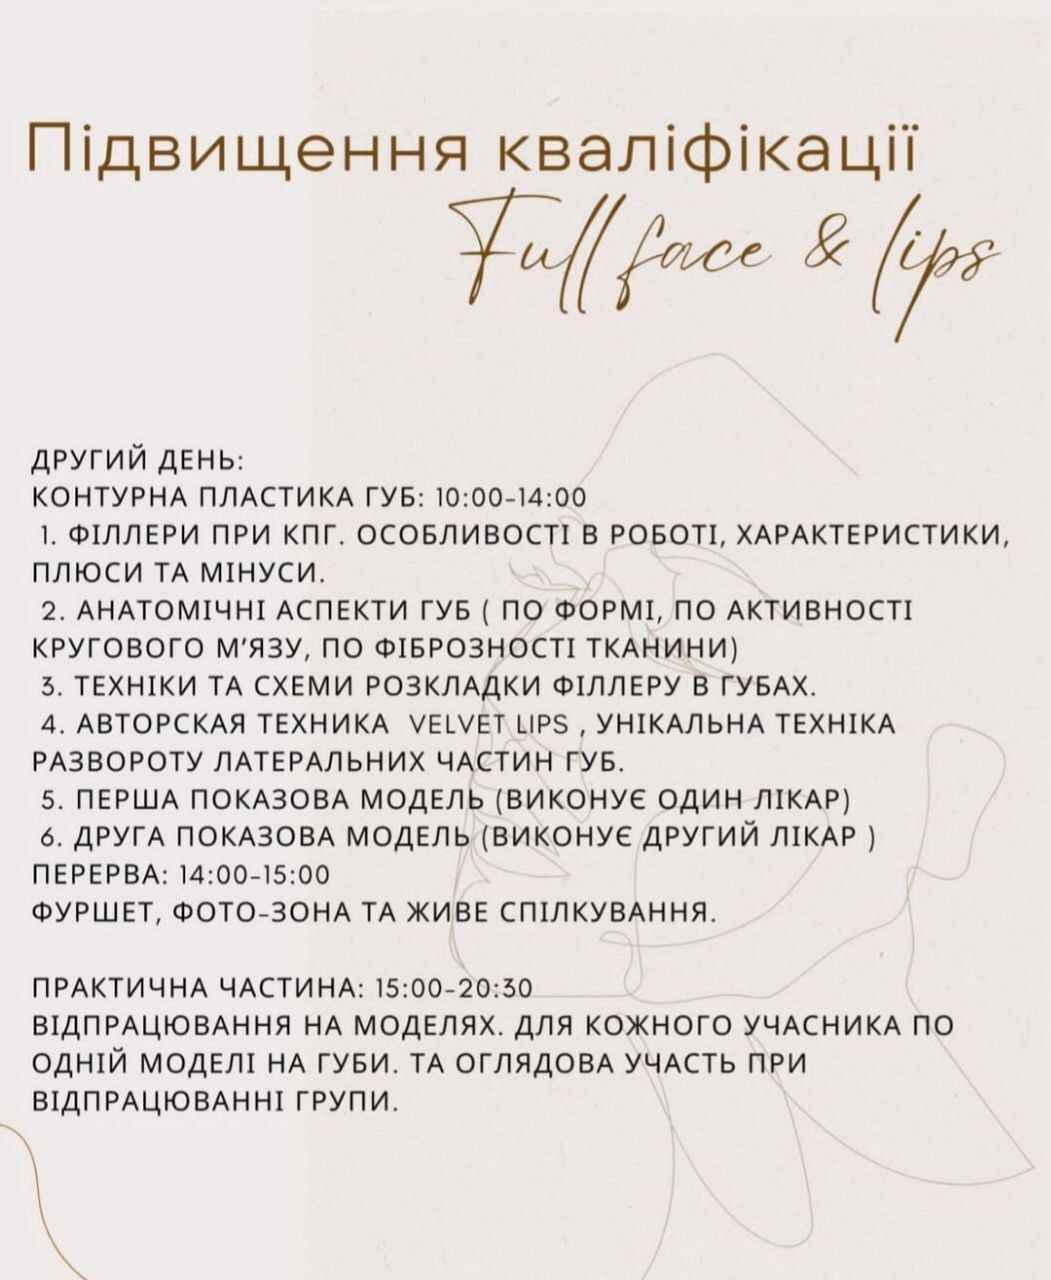 Підвищення кваліфікації
Full face & lips
ДРУГИЙ ДЕНЬ:
КОНТУРНА ПЛАСТИКА ГУБ: 10:00-14:00
1. ФІЛЛЕРИ ПРИ КПГ. ОСОБЛИВОСТІ В РОБОТІ, ХАРАКТЕРИСТИКИ,
ПЛЮСИ ТА МІНУСИ.
2. АНАТОМІЧНІ АСПЕКТИ ГУБ ( ПО ФОРМІ, ПО АКТИВНОСТІ
КРУГОВОГО М'ЯЗУ, ПО ФІБРОЗНОСТІ ТКАНИНИ)
3. ТЕХНІКИ ТА СХЕМИ РОЗКЛАДКИ ФІЛЛЕРУ В ГУБАХ.
4. АВТОРСКАЯ ТЕХНИКА VELVET LIPS , УНІКАЛЬНА ТЕХНІКА
РАЗВОРОТУ ЛАТЕРАЛЬНИХ ЧАСТИН ГУБ.
5. ПЕРША ПОКАЗОВА МОДЕЛЬ (ВИКОНУЄ ОДИН ЛІКАР)
6. ДРУГА ПОКАЗОВА МОДЕЛЬ (ВИКОНУЄ ДРУГИЙ ЛІКАР )
ПЕРЕРВА: 14:00-15:00
ФУРШЕТ, ФОТО-ЗОНА ТА ЖИВЕ СПІЛКУВАННЯ.
ПРАКТИЧНА ЧАСТИНА: 15:00-20:30
ВІДПРАЦЮВАННЯ НА МОДЕЛЯХ. ДЛЯ КОЖНОГО УЧАСНИКА ПО
ОДНІЙ МОДЕЛІ НА ГУБИ. ТА ОГЛЯДОВА УЧАСТЬ ПРИ
ВІДПРАЦЮВАННІ ГРУПИ.